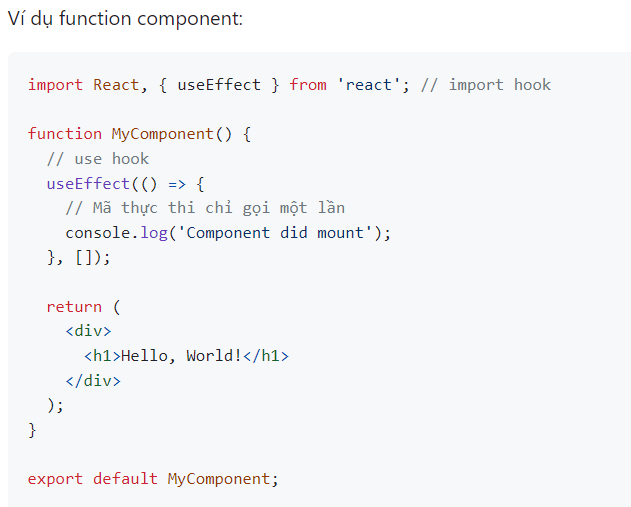 Ví dụ function component:
import React, { useEffect } from 'react'; // import hook
function MyComponent() {
// use hook
useEffect(() => {
// Mã thực thi chỉ gọi một lần
console.log('Component did mount');
}, []);
return (
<div>
<h1>Hello, World!</h1>
</div>
);
}
export default MyComponent;